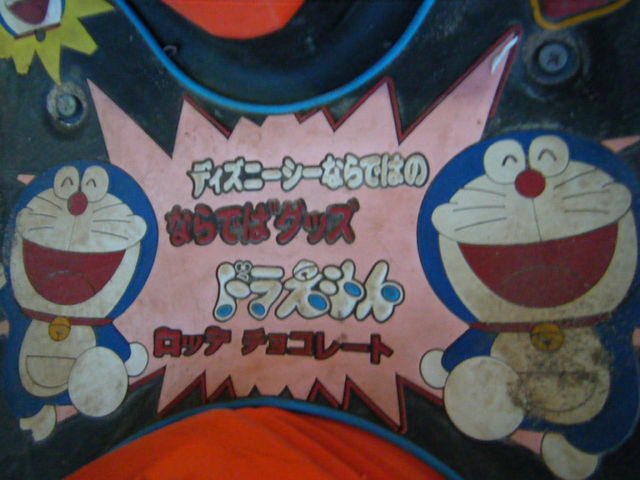 ディズニーシーならではの
ならでば"グッズ
ドラえもん
ロッテ チョコレート